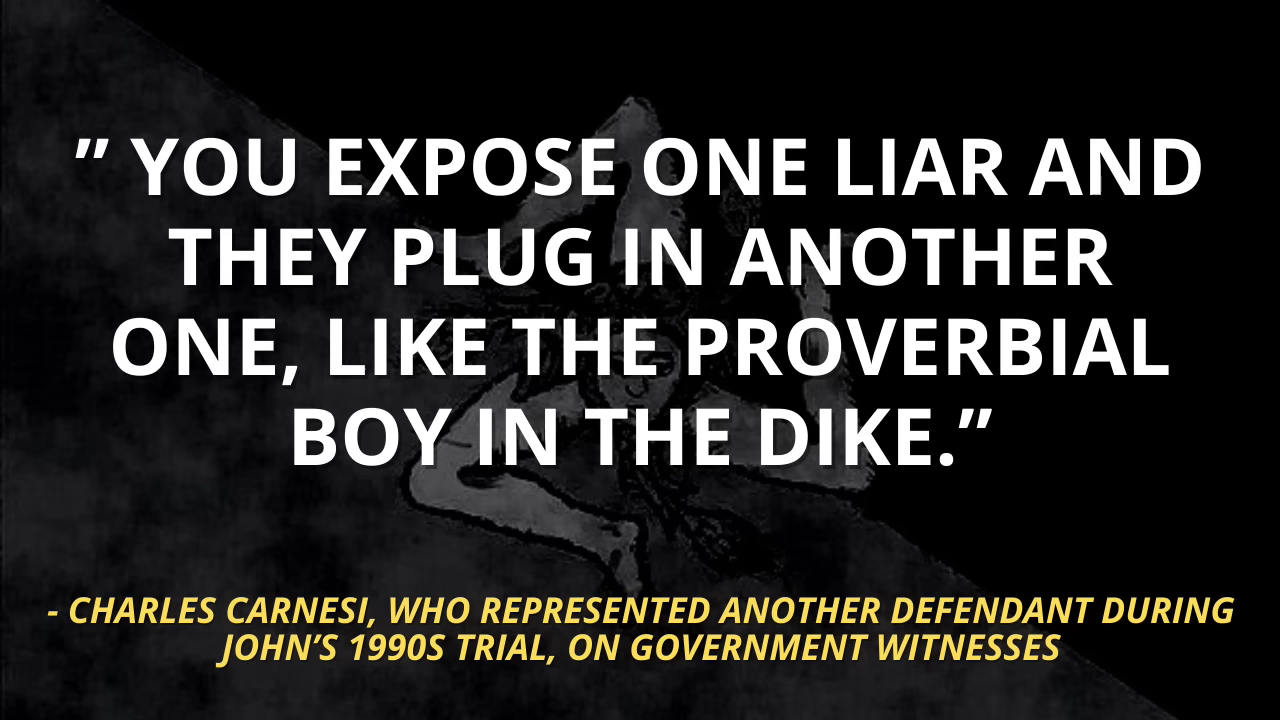 ” YOU EXPOSE ONE LIAR AND
THEY PLUG IN ANOTHER
ONE, LIKE THE PROVERBIAL
BOY IN THE DIKE.”
- CHARLES CARNESI, WHO REPRESENTED ANOTHER DEFENDANT DURING
JOHN’S 1990S TRIAL, ON GOVERNMENT WITNESSES